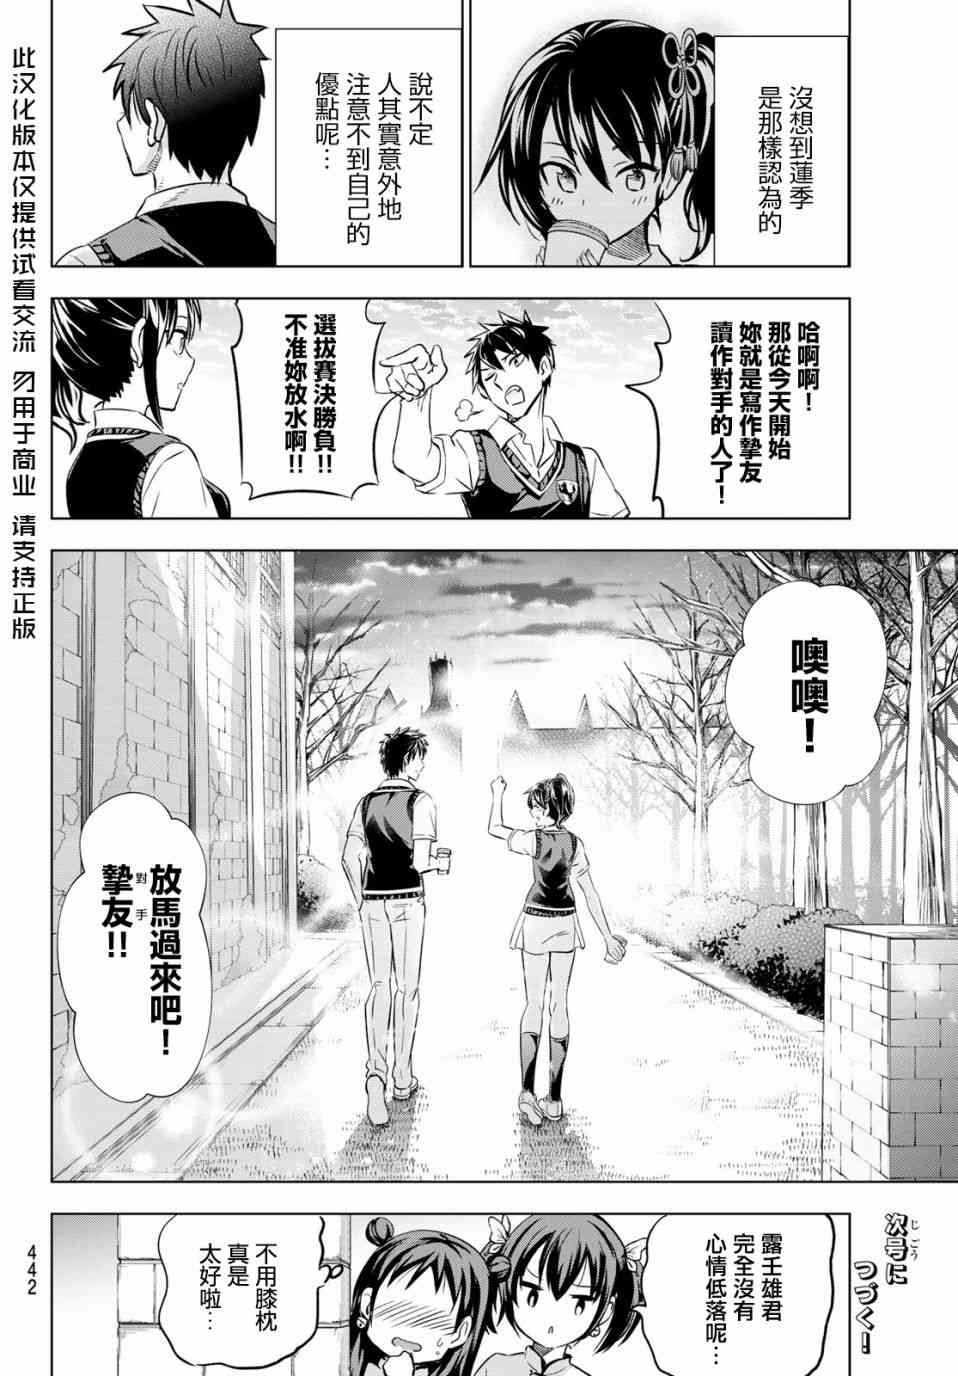 沒想到蓮季
是那樣認為的
說不定
人其實意外地
注意不到自己的
優點呢…
哈啊啊！
那從今天開始
妳就是寫作摯友
讀作對手的人了！
選拔賽決勝負!!
不准妳放水啊!!
噢噢！
放馬過來吧！
摯友!!
對手
露壬雄君
完全沒有
心情低落呢…
不用膝枕
真是
太好啦…
次号に
じごう
つづく！
442
此汉化版本仅提供试看交流 勿用于商业 请支持正版